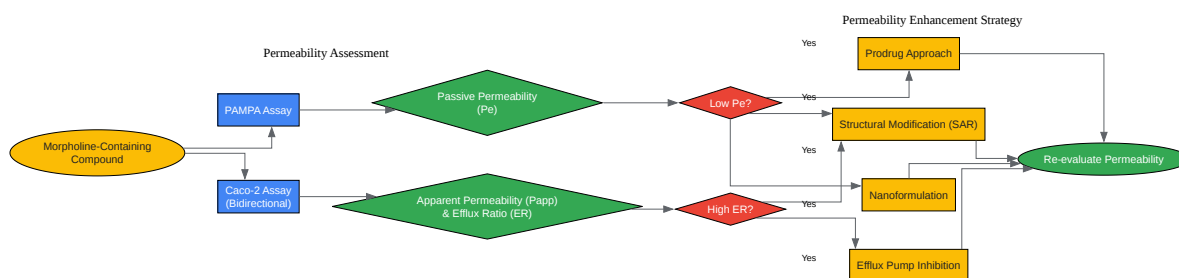 Permeability Enhancement Strategy
Permeability Assessment
Yes
Prodrug Approach
PAMPA Assay
Passive Permeability
(Pe)
Low Pe?
Yes
Structural Modification (SAR)
Morpholine-Containing
Compound
Yes
Re-evaluate Permeability
Caco-2 Assay
(Bidirectional)
Nanoformulation
Apparent Permeability (Papp)
& Efflux Ratio (ER)
High ER?
Yes
Yes
Efflux Pump Inhibition